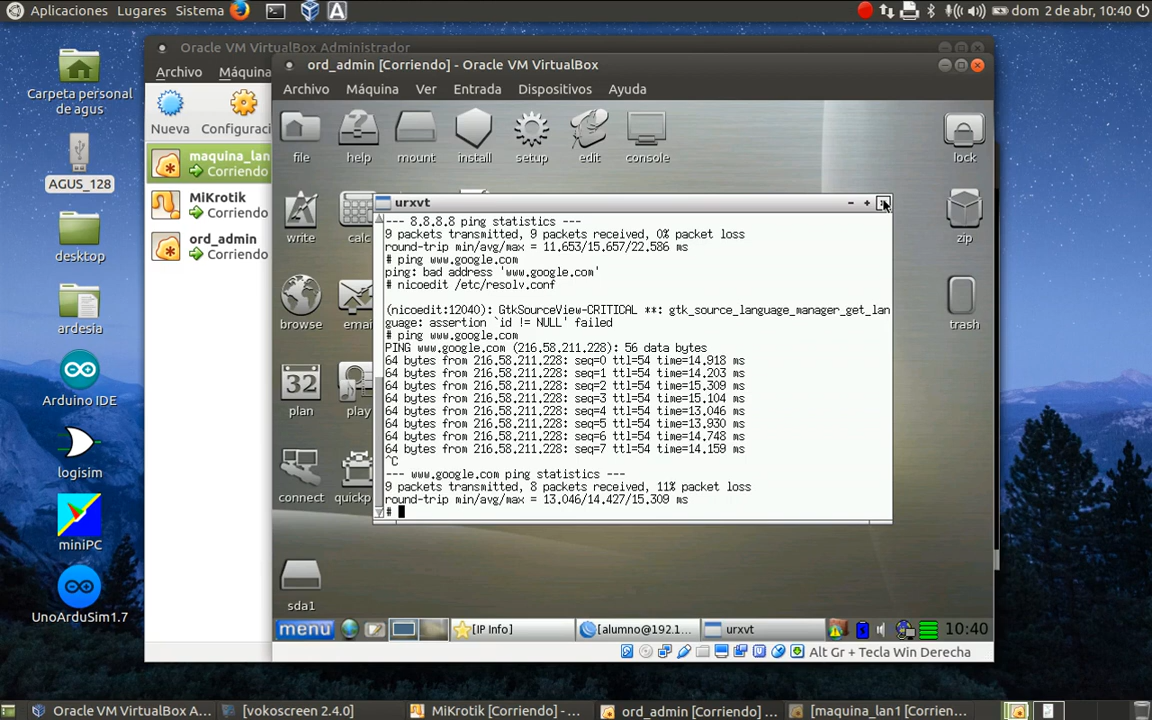 Aplicaciones Lugares Sistema
dom 2 de abr, 10:40
Carpeta personal
de agus
AGUS_128
desktop
ardesia
Arduino IDE
logisim
miniPC
UnoArduSim1.7
Oracle VM VirtualBox Administrador
Archivo Máquina
Nueva Configuraci
maquina_lan
Corriendo
MiKrotik
Corriendo
ord_admin
Corriendo
ord_admin [Corriendo] - Oracle VM VirtualBox
Archivo Máquina Ver Entrada Dispositivos Ayuda
file help mount install setup edit console lock
write calc zip
browse emai trash
plan play
connect quickp
sda1
urxvt
--- 8.8.8.8 ping statistics ---
9 packets transmitted, 9 packets received, 0% packet loss
round-trip min/avg/max = 11.653/15.657/22.586 ms
# ping www.google.com
ping: bad address 'www.google.com'
# nicoedit /etc/resolv.conf
(nicoedit:12040): GtkSourceView-CRITICAL **: gtk_source_language_manager_get_lan
guage: assertion `id != NULL' failed
# ping www.google.com
PING www.google.com (216.58.211.228): 56 data bytes
64 bytes from 216.58.211.228: seq=0 ttl=54 time=14.918 ms
64 bytes from 216.58.211.228: seq=1 ttl=54 time=14.203 ms
64 bytes from 216.58.211.228: seq=2 ttl=54 time=15.309 ms
64 bytes from 216.58.211.228: seq=3 ttl=54 time=15.104 ms
64 bytes from 216.58.211.228: seq=4 ttl=54 time=13.046 ms
64 bytes from 216.58.211.228: seq=5 ttl=54 time=13.930 ms
64 bytes from 216.58.211.228: seq=6 ttl=54 time=14.748 ms
64 bytes from 216.58.211.228: seq=7 ttl=54 time=14.159 ms
^C
--- www.google.com ping statistics ---
9 packets transmitted, 8 packets received, 11% packet loss
round-trip min/avg/max = 13.046/14.427/15.309 ms
#
menu [IP Info] [alumno@192.1... urxvt 10:40
Alt Gr + Tecla Win Derecha
Oracle VM VirtualBox A... [vokoscreen 2.4.0] MiKrotik [Corriendo] - ... ord_admin [Corriendo] ... [maquina_lan1 [Corrien...